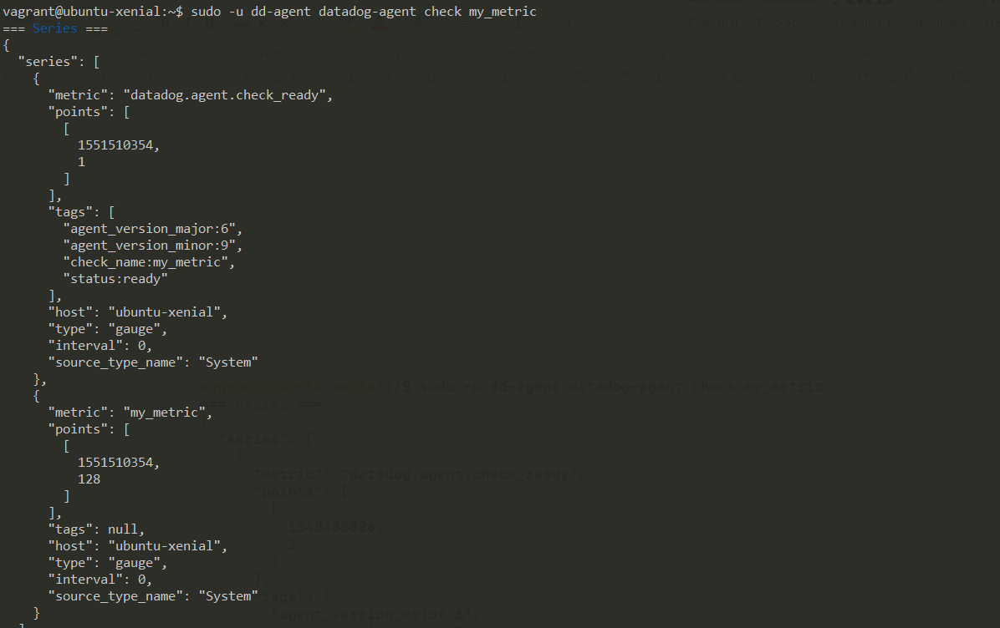 vagrant@ubuntu-xenial:~$ sudo -u dd-agent datadog-agent check my_metric
=== Series ===
{
  "series": [
    {
      "metric": "datadog.agent.check_ready",
      "points": [
        [
          1551510354,
          1
        ]
      ],
      "tags": [
        "agent_version_major:6",
        "agent_version_minor:9",
        "check_name:my_metric",
        "status:ready"
      ],
      "host": "ubuntu-xenial",
      "type": "gauge",
      "interval": 0,
      "source_type_name": "System"
    },
    {
      "metric": "my_metric",
      "points": [
        [
          1551510354,
          128
        ]
      ],
      "tags": null,
      "host": "ubuntu-xenial",
      "type": "gauge",
      "interval": 0,
      "source_type_name": "System"
    }
  ]
vagrant@ubuntu-xenial:/$ sudo -u dd-agent datadog-agent check my_metric
=== Series ===
{
  "series": [
    {
      "metric": "datadog.agent.check_ready",
      "points": [
        [
          1548488826,
          1
        ]
      ],
      "tags": [
        "agent_version_major:6",